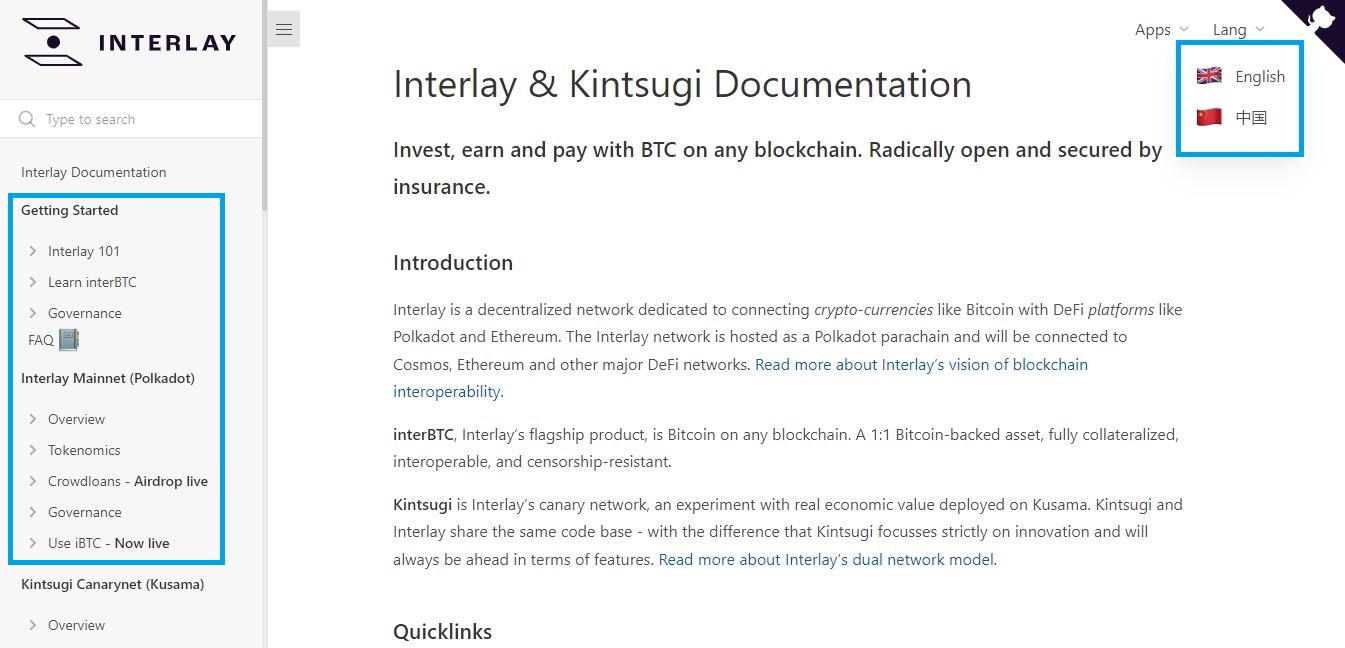 INTERLAY
Type to search
Interlay Documentation
Getting Started
Interlay 101
Learn interBTC
Governance
FAQ
Interlay Mainnet (Polkadot)
Overview
Tokenomics
Crowdloans - Airdrop live
Governance
Use iBTC - Now live
Kintsugi Canarynet (Kusama)
Overview
Apps
Lang
English
中国
Interlay & Kintsugi Documentation
Invest, earn and pay with BTC on any blockchain. Radically open and secured by
insurance.
Introduction
Interlay is a decentralized network dedicated to connecting crypto-currencies like Bitcoin with DeFi platforms like
Polkadot and Ethereum. The Interlay network is hosted as a Polkadot parachain and will be connected to
Cosmos, Ethereum and other major DeFi networks. Read more about Interlay's vision of blockchain
interoperability.
interBTC, Interlay's flagship product, is Bitcoin on any blockchain. A 1:1 Bitcoin-backed asset, fully collateralized,
interoperable, and censorship-resistant.
Kintsugi is Interlay's canary network, an experiment with real economic value deployed on Kusama. Kintsugi and
Interlay share the same code base - with the difference that Kintsugi focusses strictly on innovation and will
always be ahead in terms of features. Read more about Interlay's dual network model.
Quicklinks